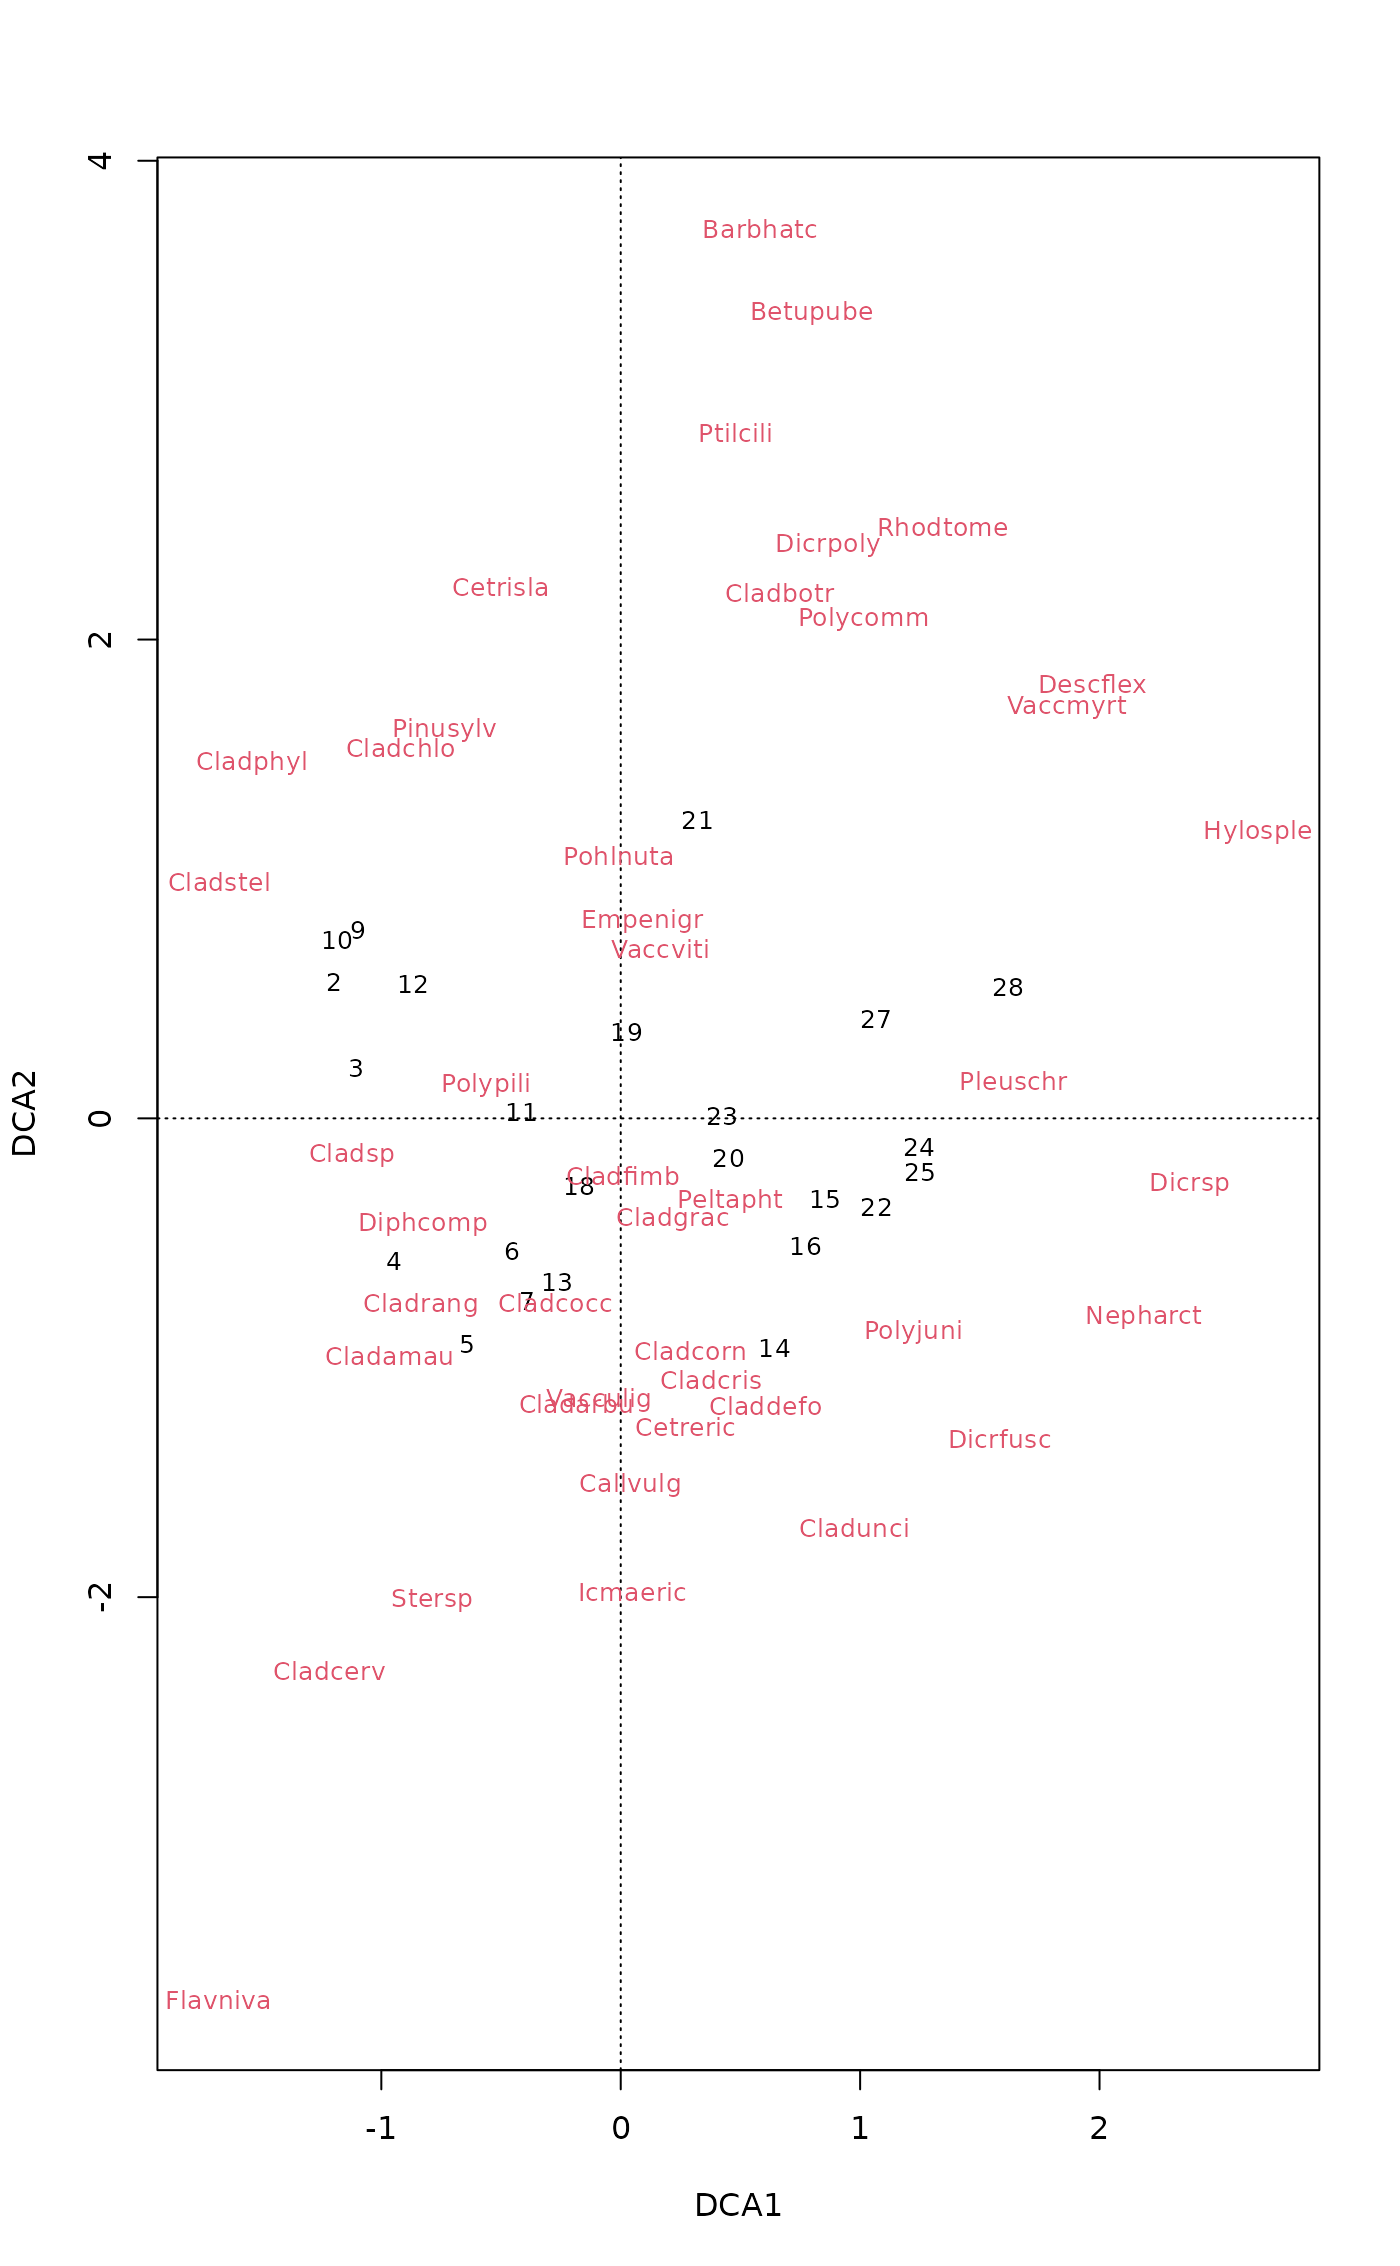 4
Barbhatc
Betupube
Ptilcili
Rhodtome
Dicrpoly
Cetrisla
Cladbotr
Polycomm
2
Descflex
Vaccmyrt
Pinusylv
Cladchlo
Cladphyl
21
Hylosple
Pohlnuta
Cladstel
Empenigr
9
10
Vaccviti
2
12
28
27
19
3
Pleuschr
Polypili
11
23
0
DCA2
24
Cladsp
20
25
Cladfimb
Dicrsp
18
Peltapht
15
22
Cladgrac
Diphcomp
16
6
4
13
7
Cladrang
Cladcocc
Nepharct
Polyjuni
5
14
Cladcorn
Cladamau
Cladcris
Vacculig
Cladarbu
Claddefo
Cetreric
Dicrfusc
Callvulg
Cladunci
Icmaeric
-2
Stersp
Cladcerv
Flavniva
-1 0 1 2
DCA1